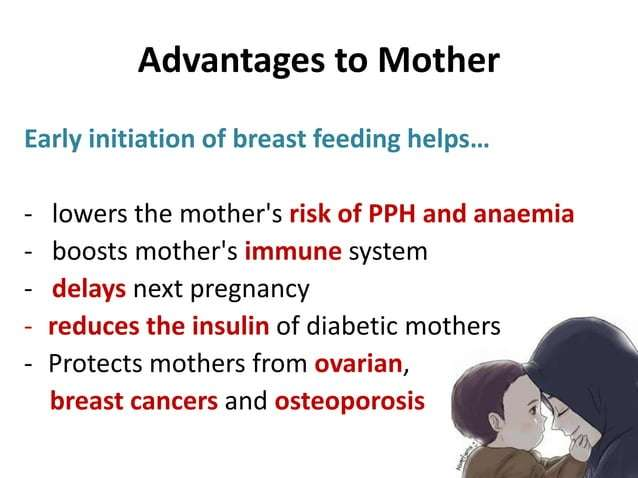 Advantages to Mother
Early initiation of breast feeding helps…
- lowers the mother's risk of PPH and anaemia
- boosts mother's immune system
- delays next pregnancy
- reduces the insulin of diabetic mothers
- Protects mothers from ovarian,
breast cancers and osteoporosis